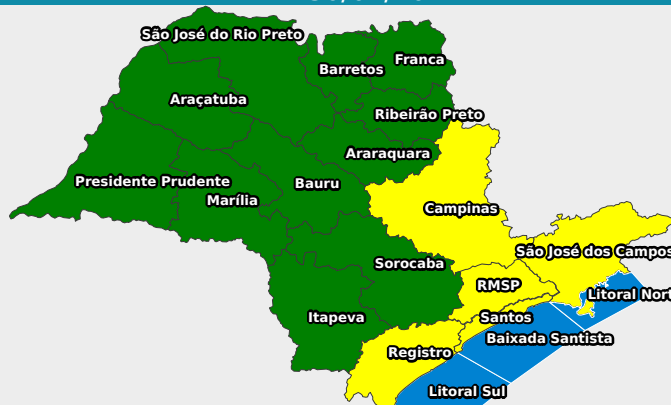 São José do Rio Preto
Franca
Barretos
Araçatuba
Ribeirão Preto
Araraquara
Presidente Prudente
Bauru
Marília
Campinas
São José dos Campos
Sorocaba
RMSP
Litoral Nort
Itapeva
Santos
Baixada Santista
Registro
Litoral Sul